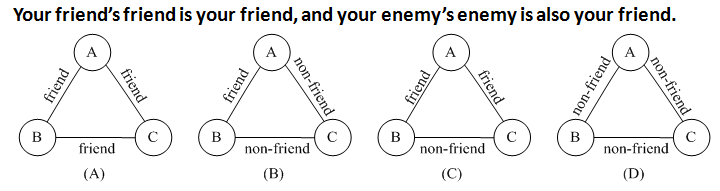 Your friend's friend is your friend, and your enemy's enemy is also your friend.
A
friend
friend
B
friend
C
(A)
A
friend
non-friend
B
non-friend
C
(B)
A
friend
friend
B
non-friend
C
(C)
A
non-friend
non-friend
B
non-friend
C
(D)